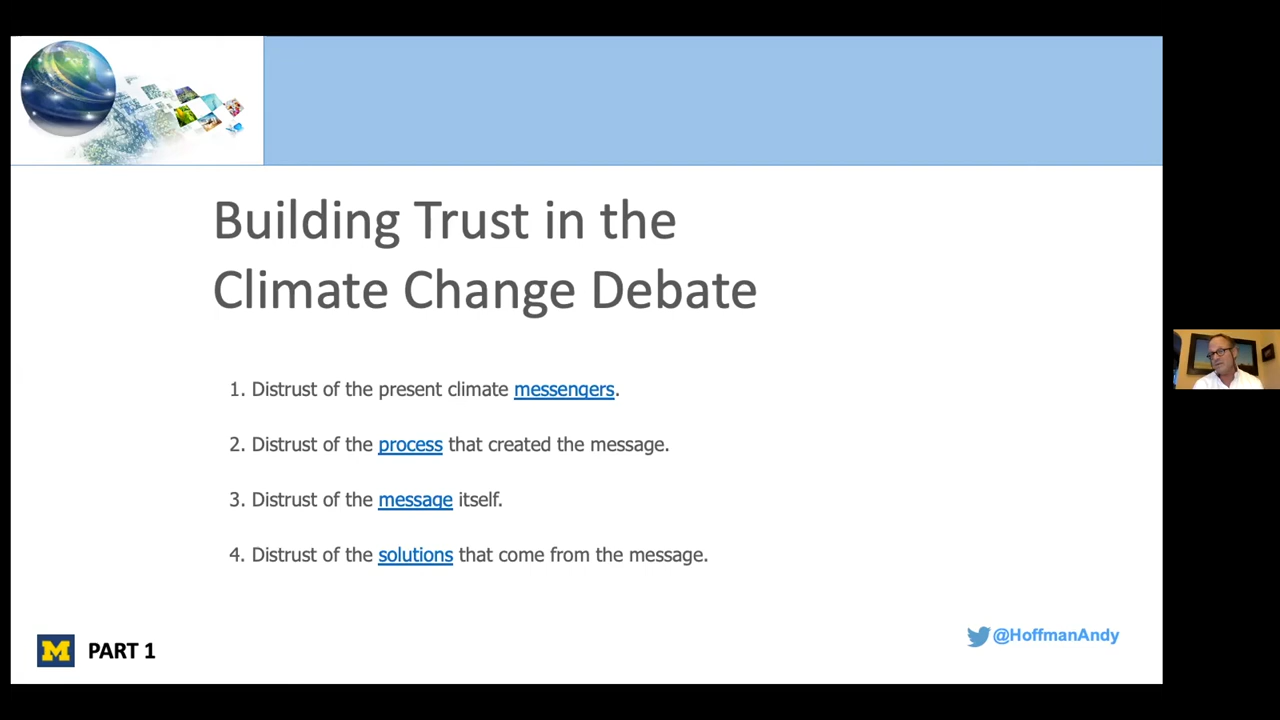 Building Trust in the
Climate Change Debate
1. Distrust of the present climate messengers.
2. Distrust of the process that created the message.
3. Distrust of the message itself.
4. Distrust of the solutions that come from the message.
M PART 1
@HoffmanAndy